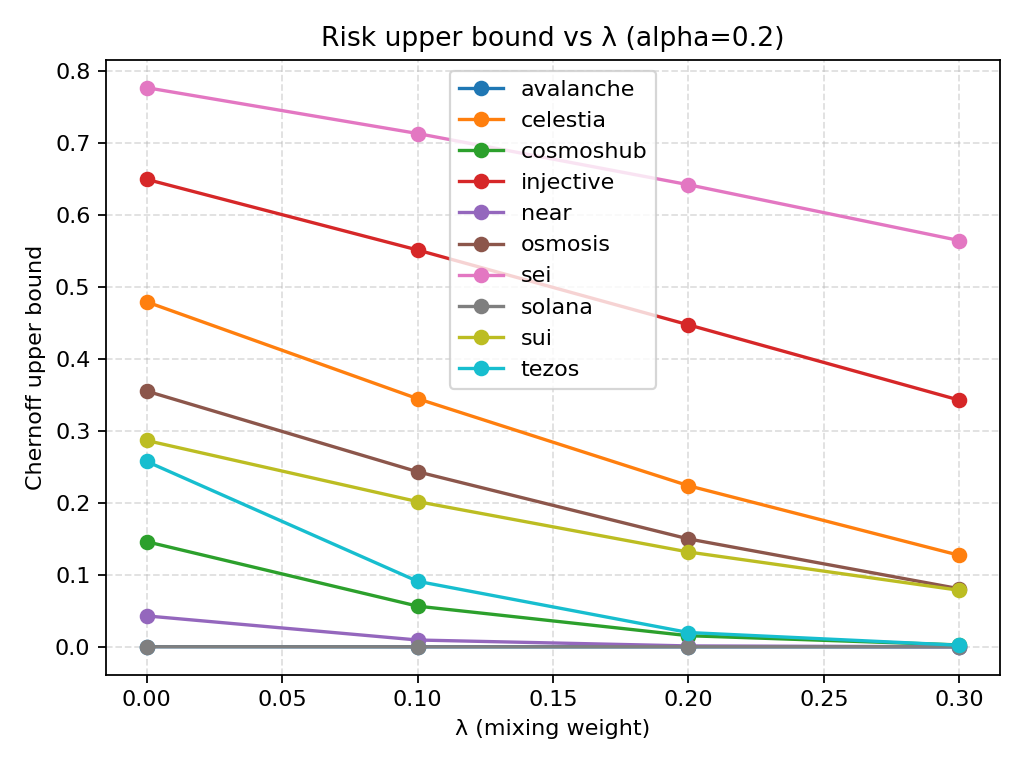 Risk upper bound vs λ (alpha=0.2)
Chernoff upper bound
0.8
0.7
0.6
0.5
0.4
0.3
0.2
0.1
0.0
avalanche
celestia
cosmoshub
injective
near
osmosis
sei
solana
sui
tezos
0.00 0.05 0.10 0.15 0.20 0.25 0.30
λ (mixing weight)